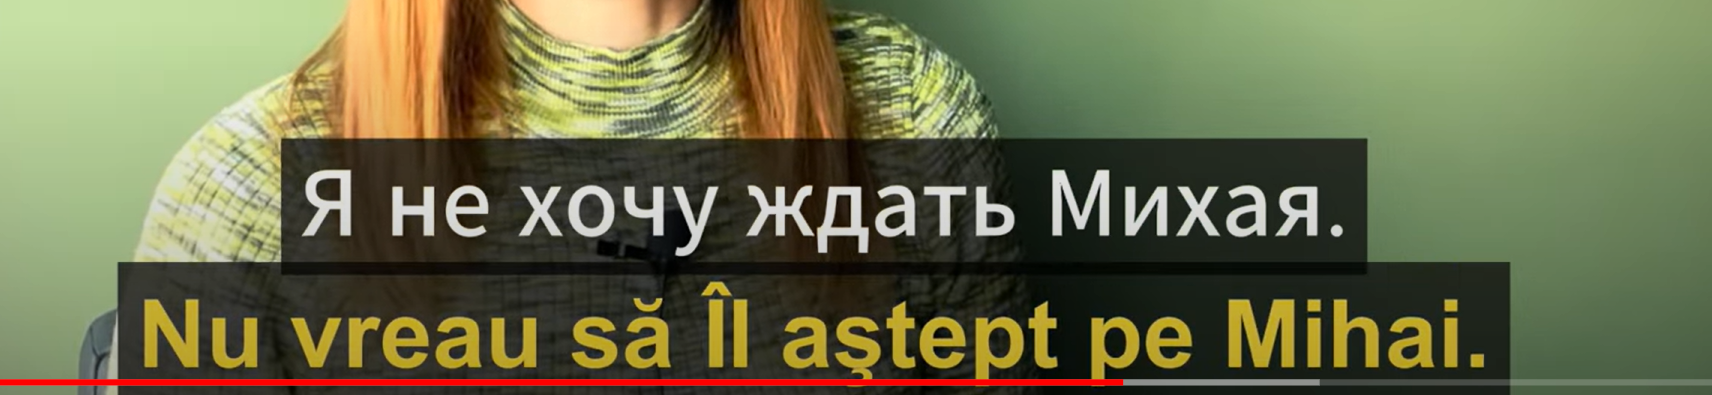 Я не хочу ждать Михая.
Nu vreau să Îl aştept pe Mihai.